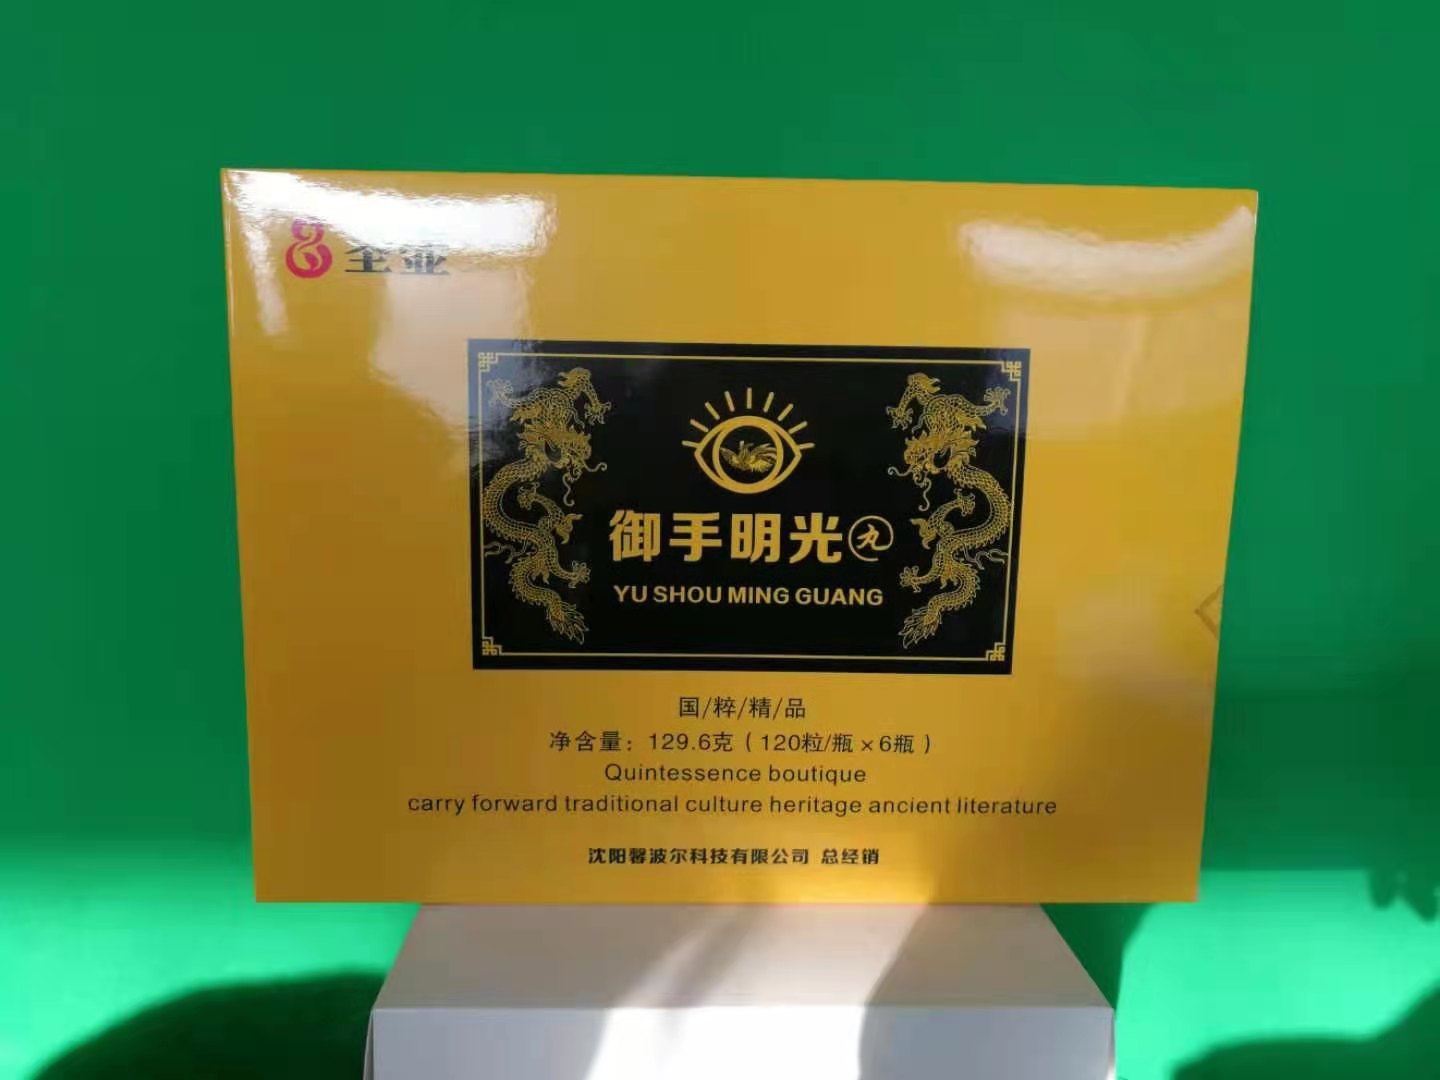 御手明光丸
YU SHOU MING GUANG
国/粹/精/品
净含量：129.6克（120粒/瓶×6瓶）
Quintessence boutique
carry forward traditional culture heritage ancient literature
沈阳馨波尔科技有限公司 总经销